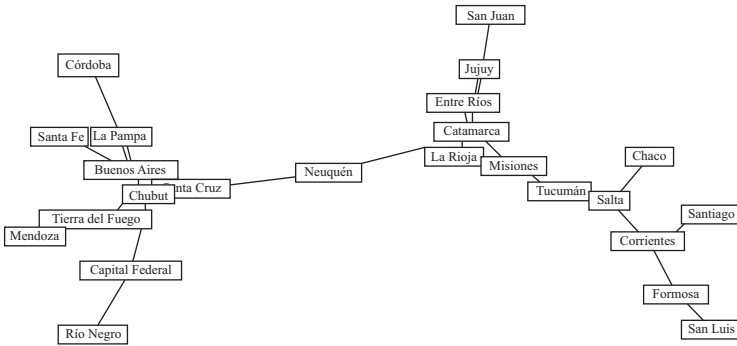 San Juan
Córdoba
Jujuy
Entre Ríos
Santa Fe
La Pampa
Catamarca
La Rioja
Chaco
Buenos Aires
Neuquén
Misiones
Santa Cruz
Chubut
Tucumán
Salta
Tierra del Fuego
Santiago
Mendoza
Corrientes
Capital Federal
Formosa
Río Negro
San Luis